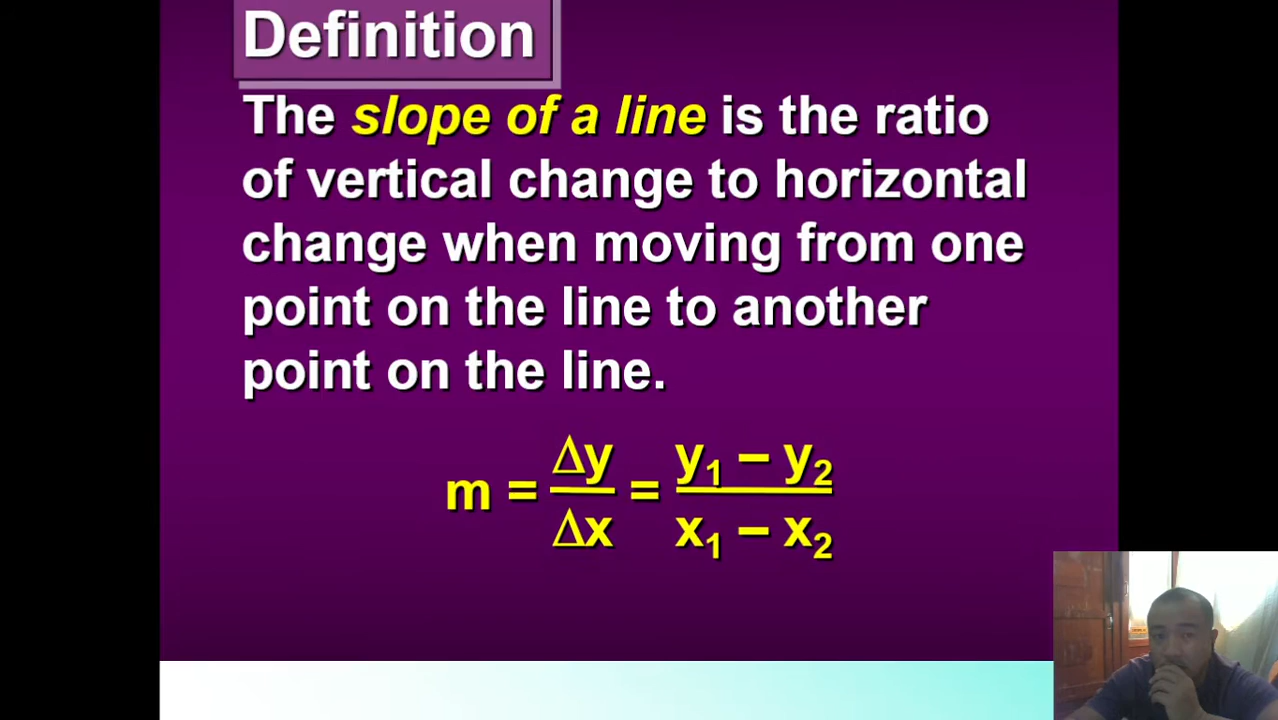 Definition
The slope of a line is the ratio
of vertical change to horizontal
change when moving from one
point on the line to another
point on the line.
m = Δy/Δx = y₁ – y₂/x₁ – x₂